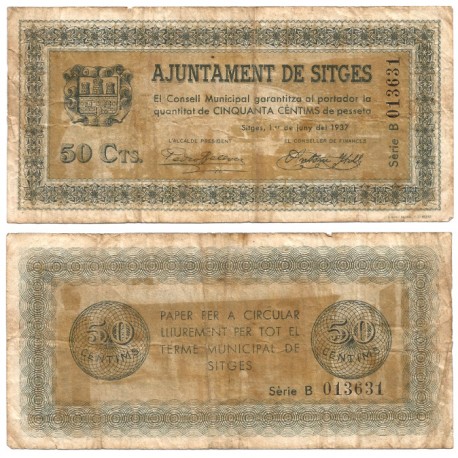 AJUNTAMENT DE SITGES
El Consell Municipal garantitza al portador la
quantitat de CINQUANTA CÈNTIMS de pesseta
Sitges, 1er de juny del 1937
L'ALCALDE PRESIDENT EL CONSELLER DE FINANCES
50 CTS.
Sèrie B 013631
50 CÈNTIMS
PAPER PER A CIRCULAR
LLIUREMENT PER TOT EL
TERME MUNICIPAL DE
SITGES
50 CÈNTIMS
Sèrie B 013631